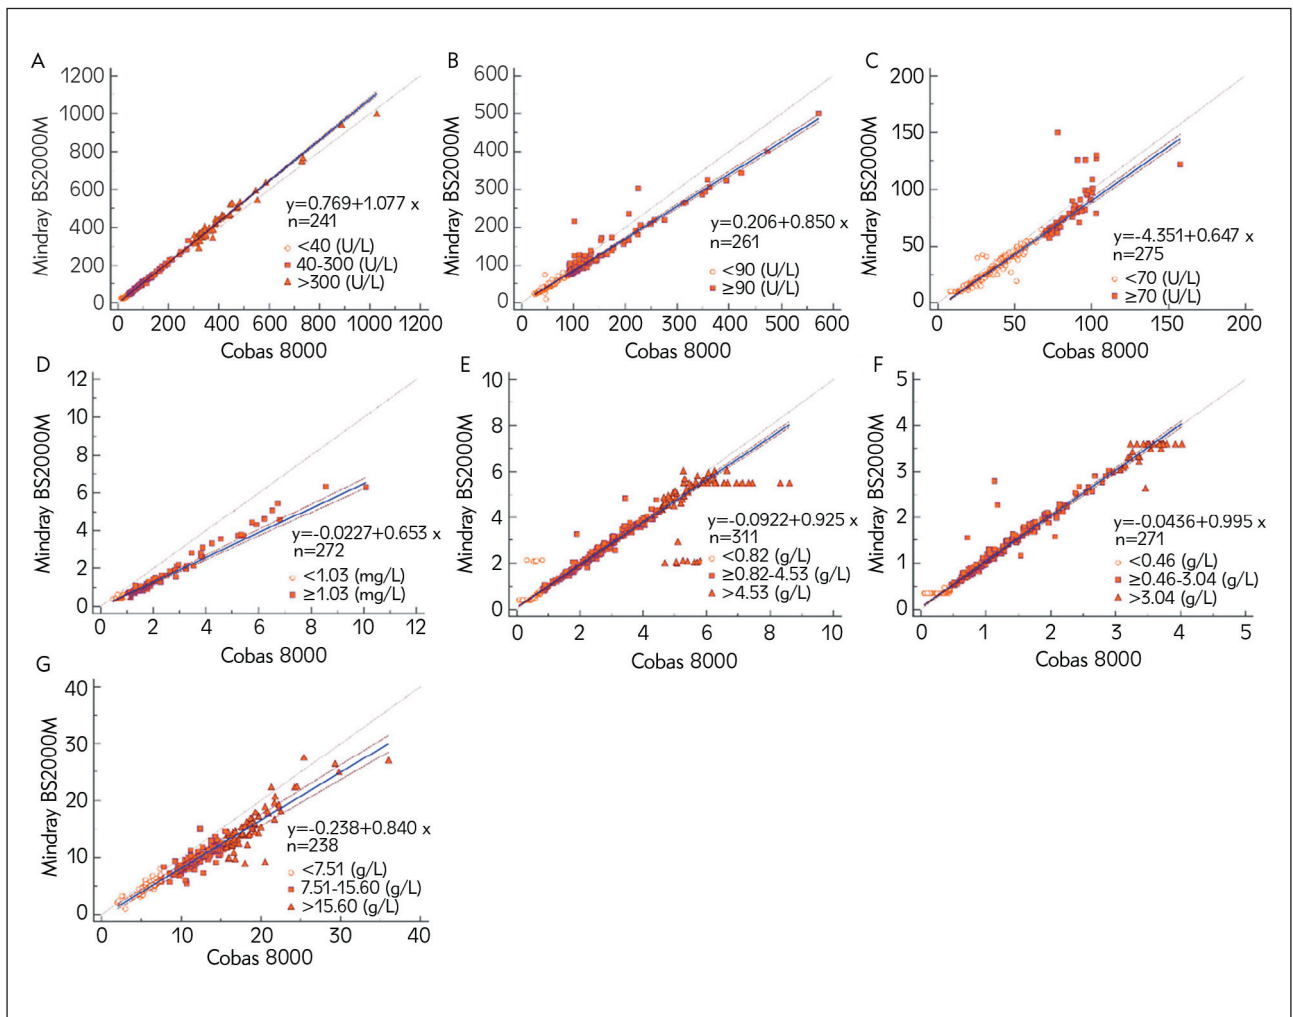 A
Mindray BS2000M
1200
1000
800
600
400
200
0
y=0.769+1.077 x
n=241
<40 (U/L)
40-300 (U/L)
>300 (U/L)
0 200 400 600 800 1000 1200
Cobas 8000
B
Mindray BS2000M
600
500
400
300
200
100
0
y=0.206+0.850 x
n=261
<90 (U/L)
≥90 (U/L)
0 100 200 300 400 500 600
Cobas 8000
C
Mindray BS2000M
200
150
100
50
0
y=-4.351+0.647 x
n=275
<70 (U/L)
≥70 (U/L)
0 50 100 150 200
Cobas 8000
D
Mindray BS2000M
12
10
8
6
4
2
0
y=-0.0227+0.653 x
n=272
<1.03 (mg/L)
≥1.03 (mg/L)
0 2 4 6 8 10 12
Cobas 8000
E
Mindray BS2000M
10
8
6
4
2
0
y=-0.0922+0.925 x
n=311
<0.82 (g/L)
≥0.82-4.53 (g/L)
>4.53 (g/L)
0 2 4 6 8 10
Cobas 8000
F
Mindray BS2000M
5
4
3
2
1
0
y=-0.0436+0.995 x
n=271
<0.46 (g/L)
≥0.46-3.04 (g/L)
>3.04 (g/L)
0 1 2 3 4 5
Cobas 8000
G
Mindray BS2000M
40
30
20
10
0
y=-0.238+0.840 x
n=238
<7.51 (g/L)
7.51-15.60 (g/L)
>15.60 (g/L)
0 10 20 30 40
Cobas 8000